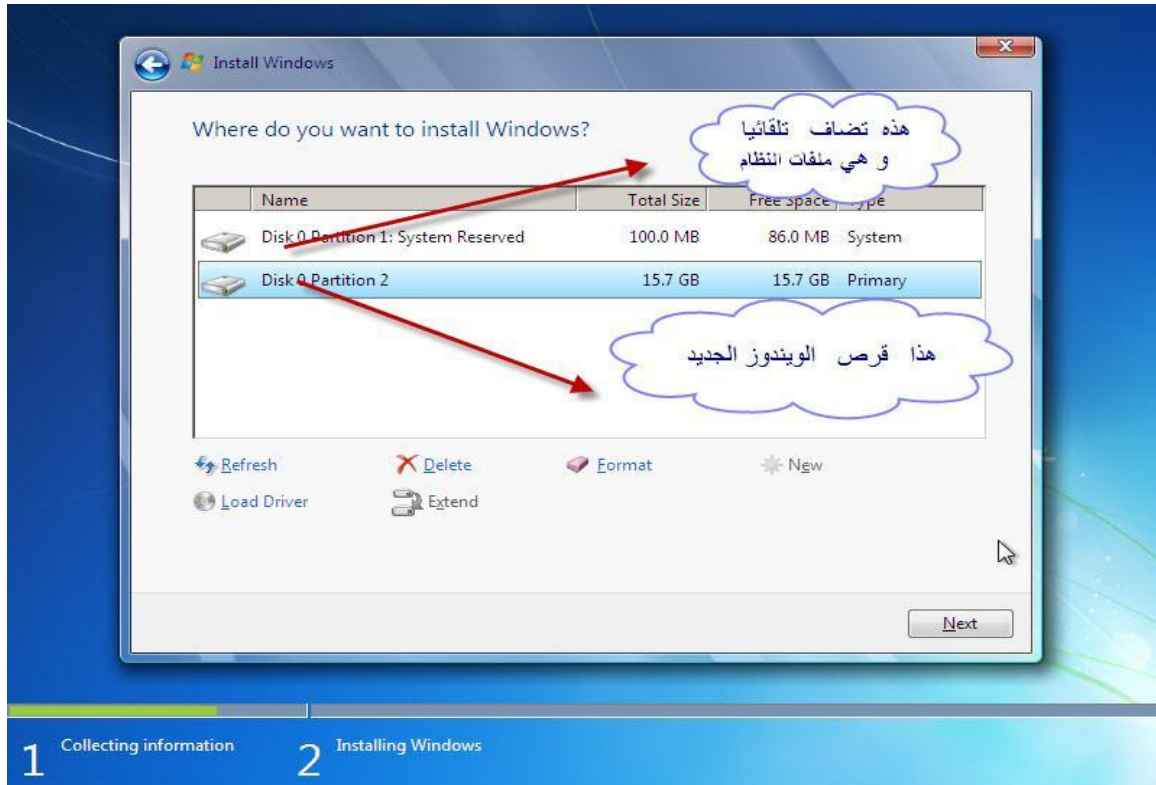 Install Windows
Where do you want to install Windows?
هذه تضاف تلقائيا
و هي ملفات النظام
Name Total Size Free Space Type
Disk 0 Partition 1: System Reserved 100.0 MB 86.0 MB System
Disk 0 Partition 2 15.7 GB 15.7 GB Primary
هذا قرص الويندوز الجديد
Refresh Delete Format New
Load Driver Extend
Next
1 Collecting information 2 Installing Windows